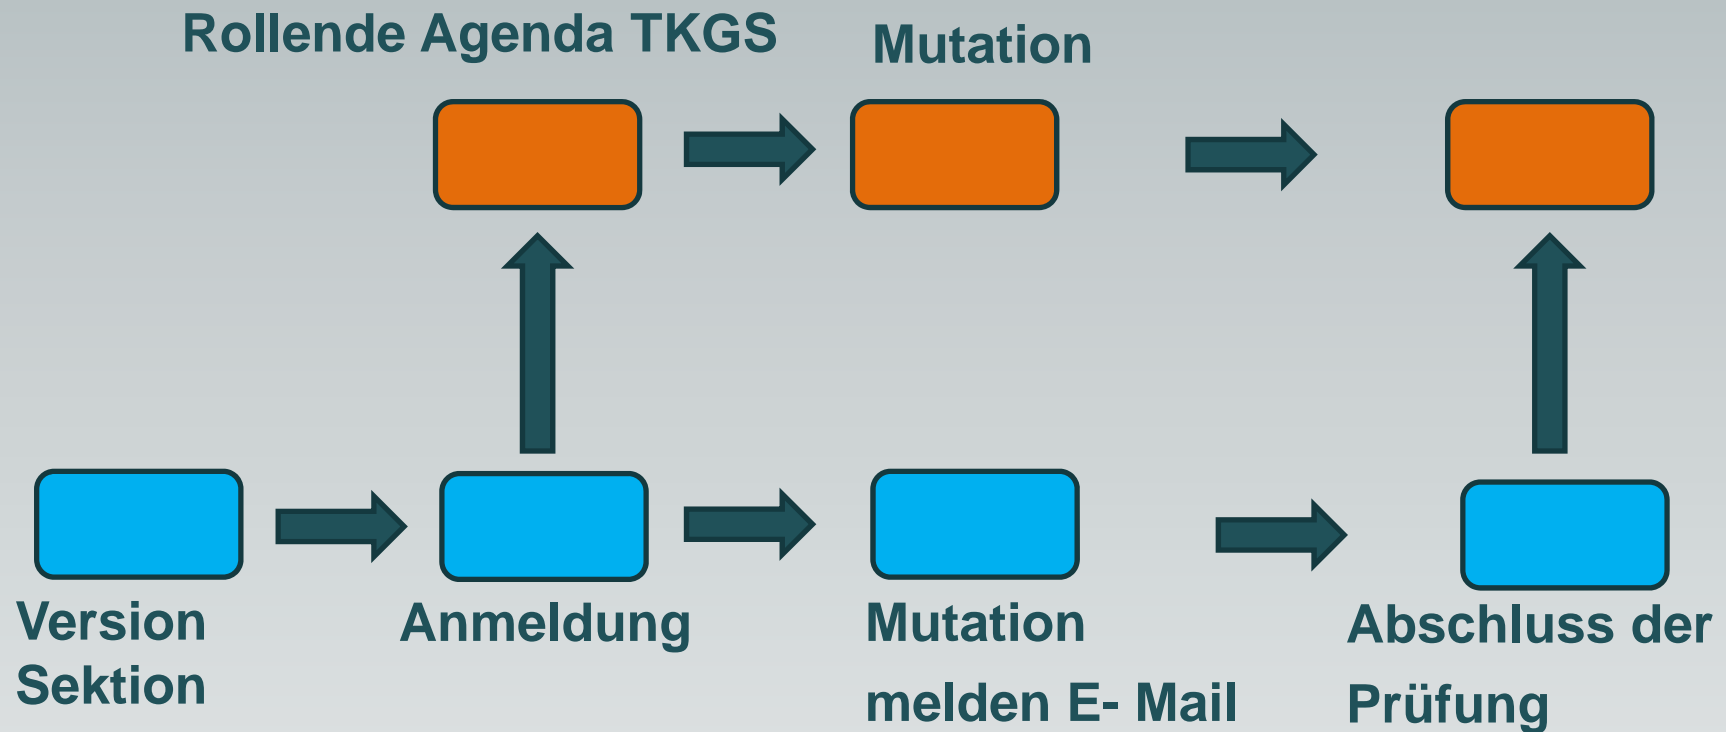 Rollende Agenda TKGS
Mutation
Version
Sektion
Anmeldung
Mutation
melden E- Mail
Abschluss der
Prüfung